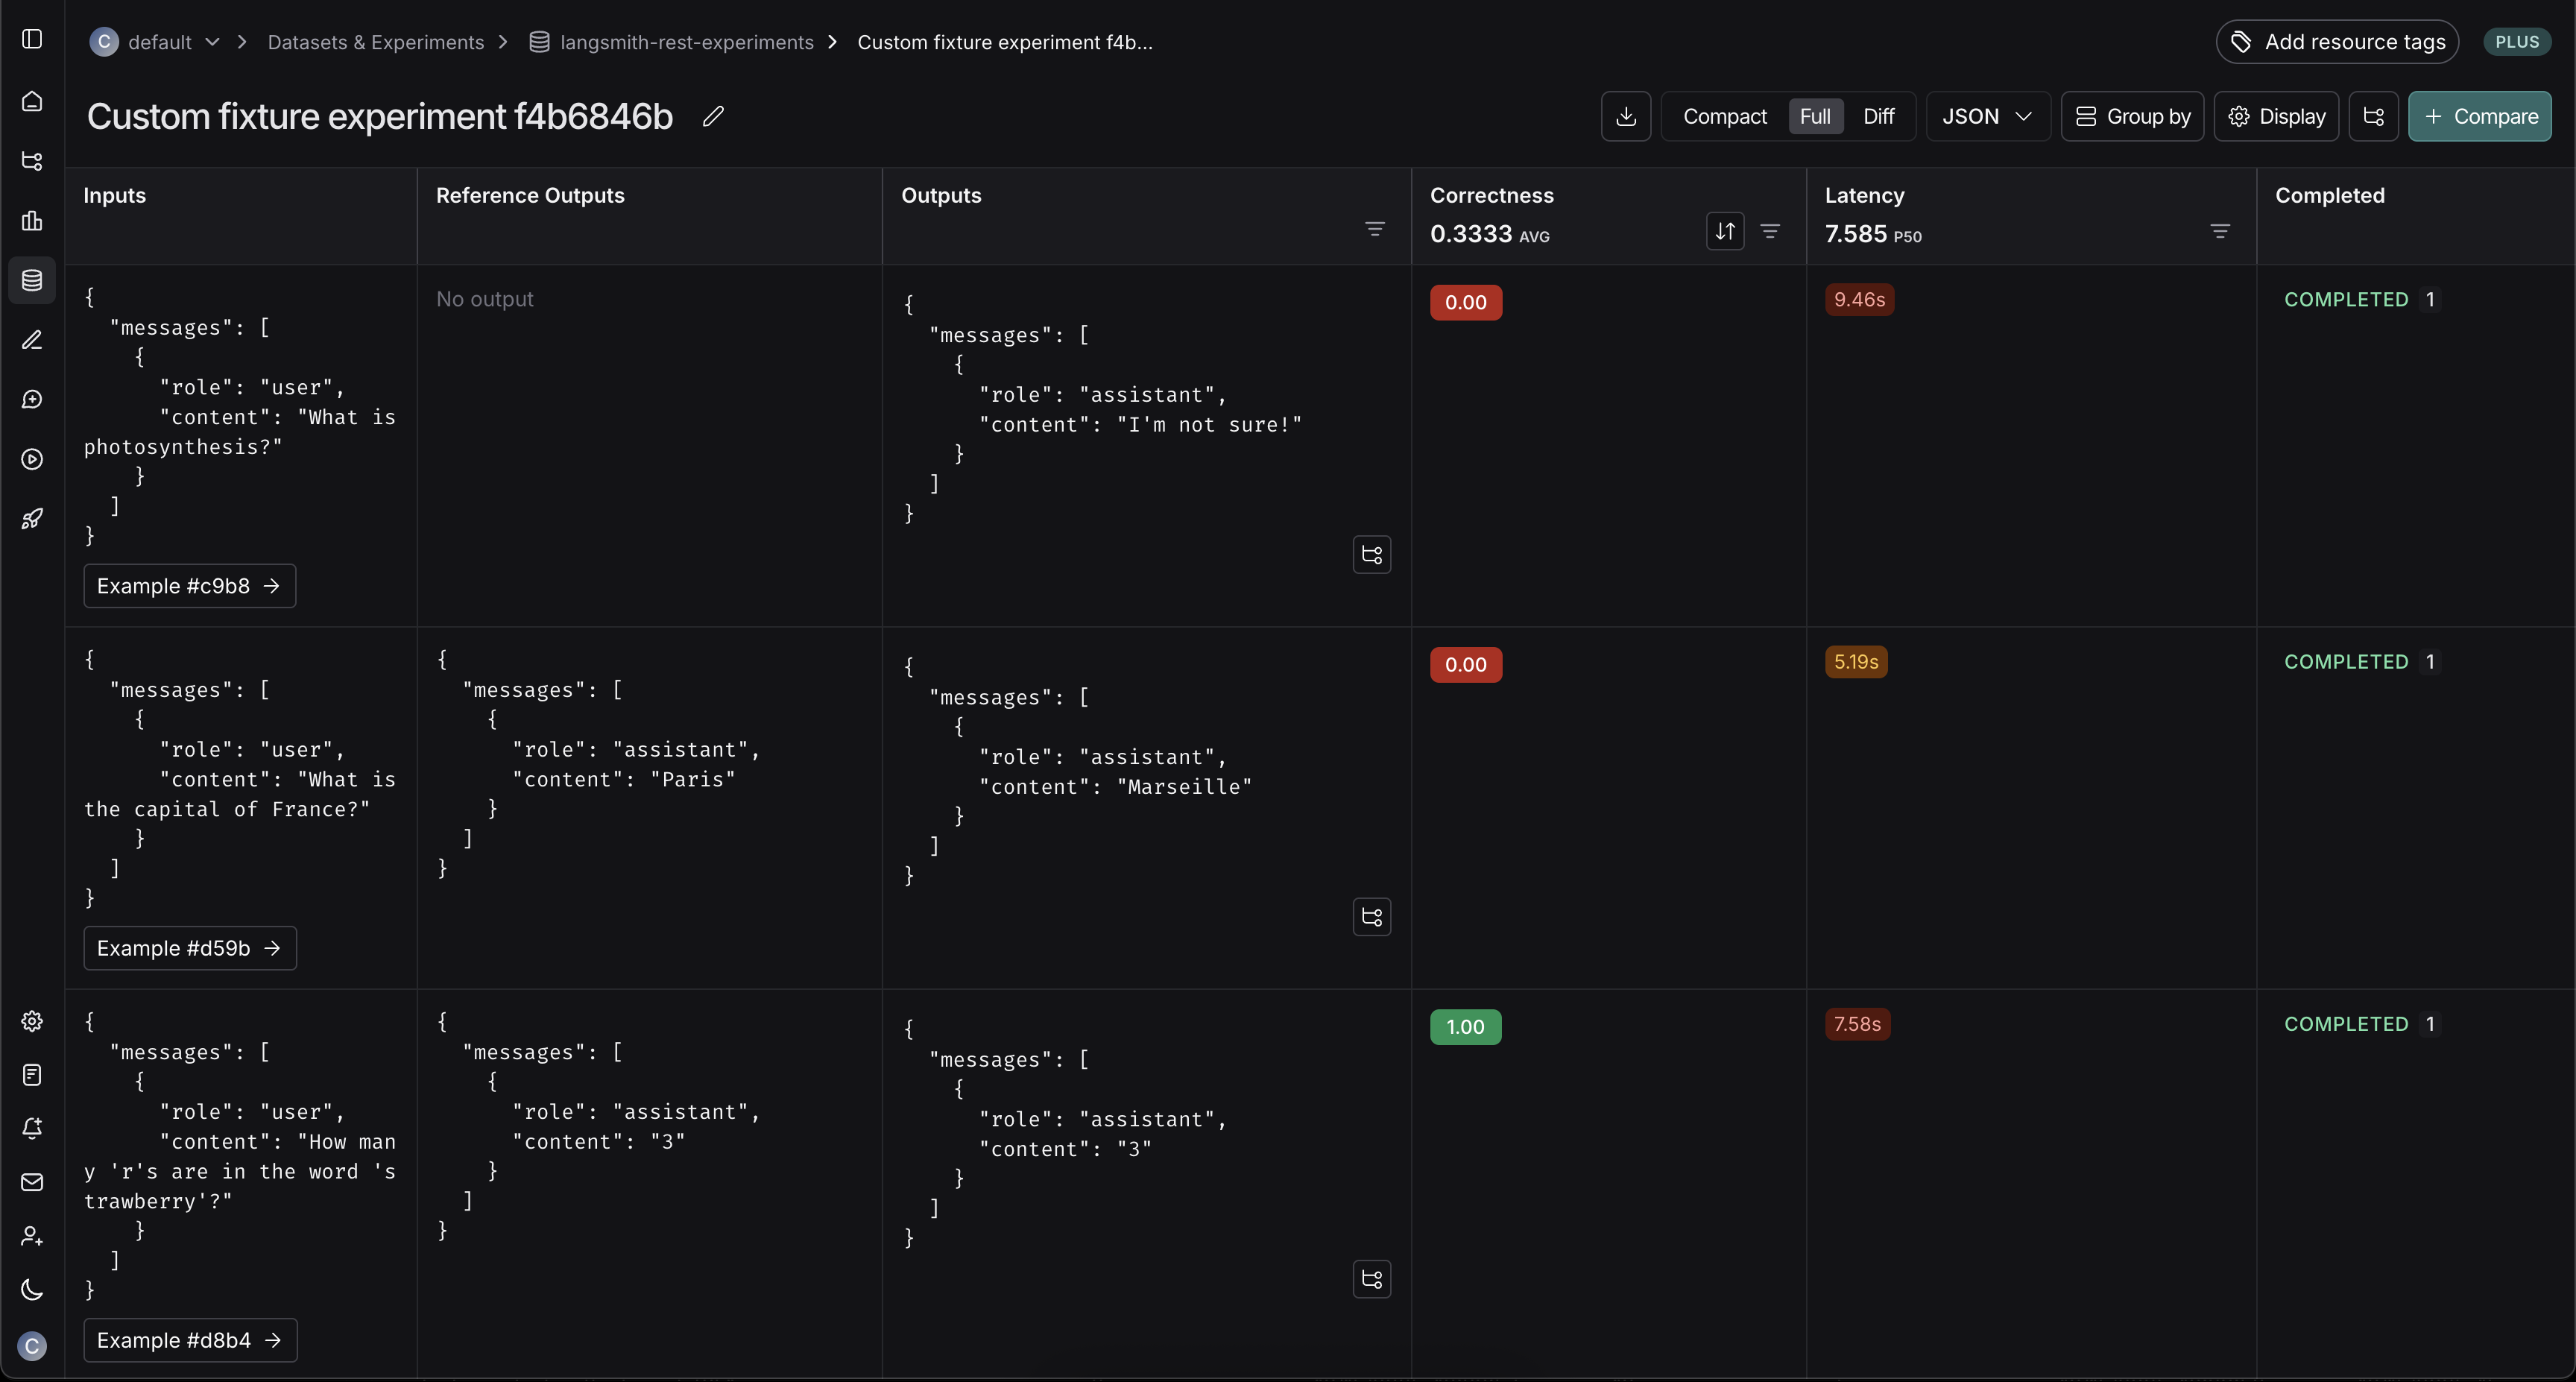 C default > Datasets & Experiments > langsmith-rest-experiments > Custom fixture experiment f4b...
Add resource tags
PLUS
Custom fixture experiment f4b6846b
Compact Full Diff
JSON
Group by
Display
+ Compare
Inputs
Reference Outputs
Outputs
Correctness
0.3333 AVG
Latency
7.585 P50
Completed
{
"messages": [
{
"role": "user",
"content": "What is
photosynthesis?"
}
]
}
Example #c9b8 →
No output
{
"messages": [
{
"role": "assistant",
"content": "I'm not sure!"
}
]
}
0.00
9.46s
COMPLETED 1
{
"messages": [
{
"role": "user",
"content": "What is
the capital of France?"
}
]
}
Example #d59b →
{
"messages": [
{
"role": "assistant",
"content": "Paris"
}
]
}
{
"messages": [
{
"role": "assistant",
"content": "Marseille"
}
]
}
0.00
5.19s
COMPLETED 1
{
"messages": [
{
"role": "user",
"content": "How man
y 'r's are in the word 's
trawberry'?"
}
]
}
Example #d8b4 →
{
"messages": [
{
"role": "assistant",
"content": "3"
}
]
}
{
"messages": [
{
"role": "assistant",
"content": "3"
}
]
}
1.00
7.58s
COMPLETED 1
C